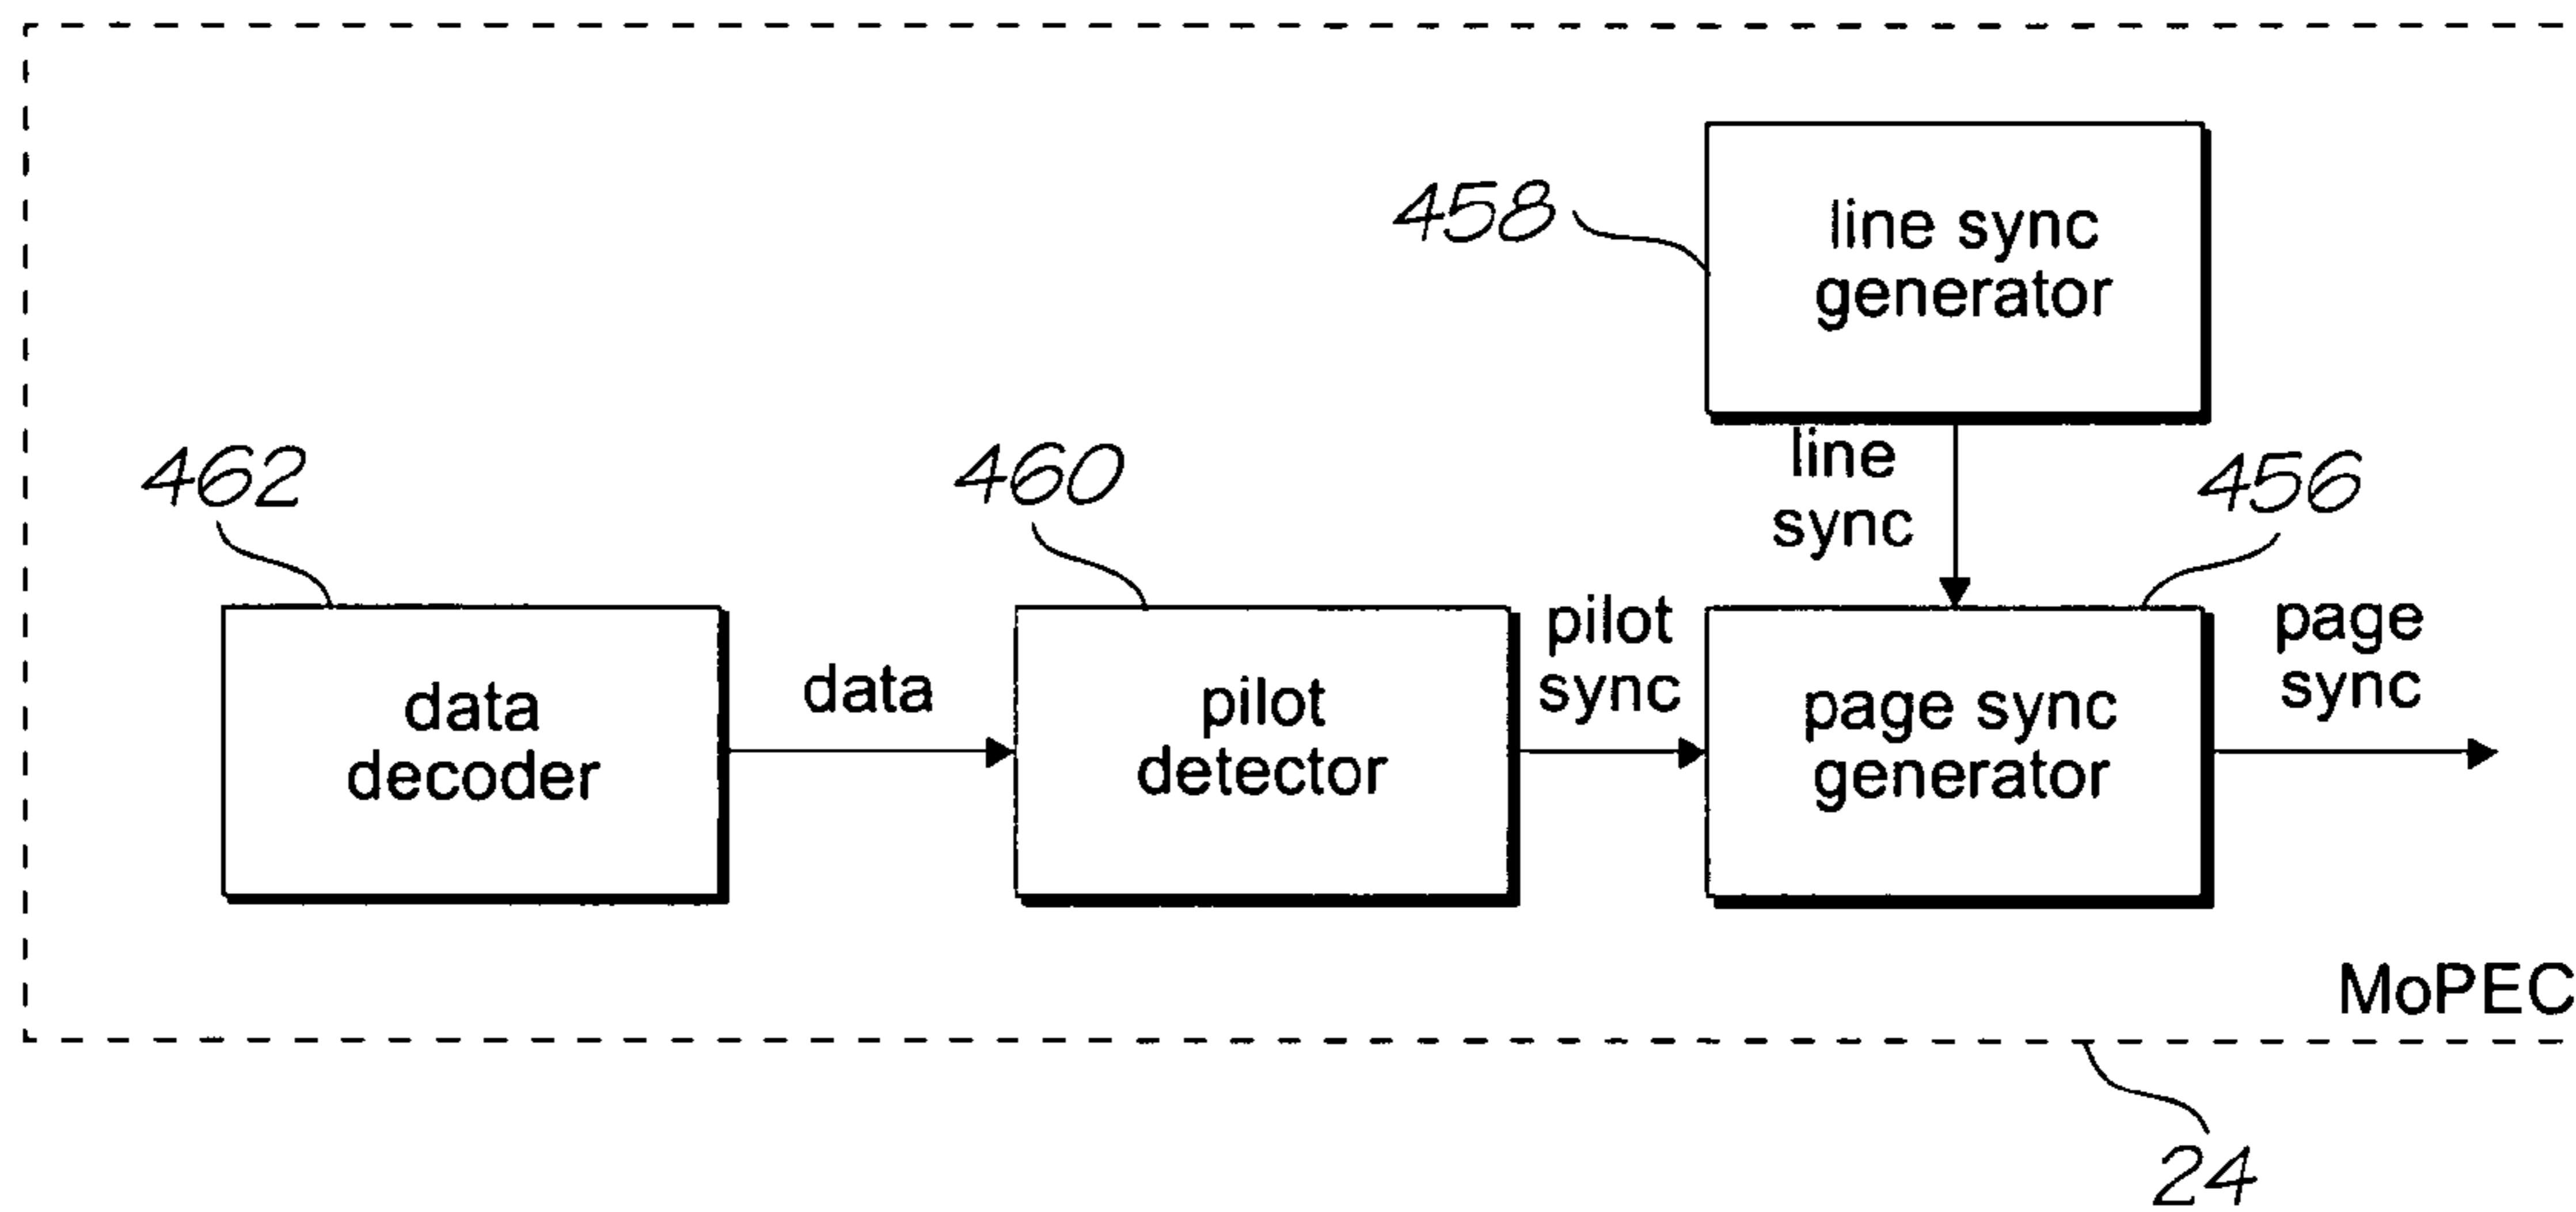 458
line sync
generator
line
sync
462
460
456
data
decoder
data
pilot
detector
pilot
sync
page sync
generator
page
sync
MoPEC
24